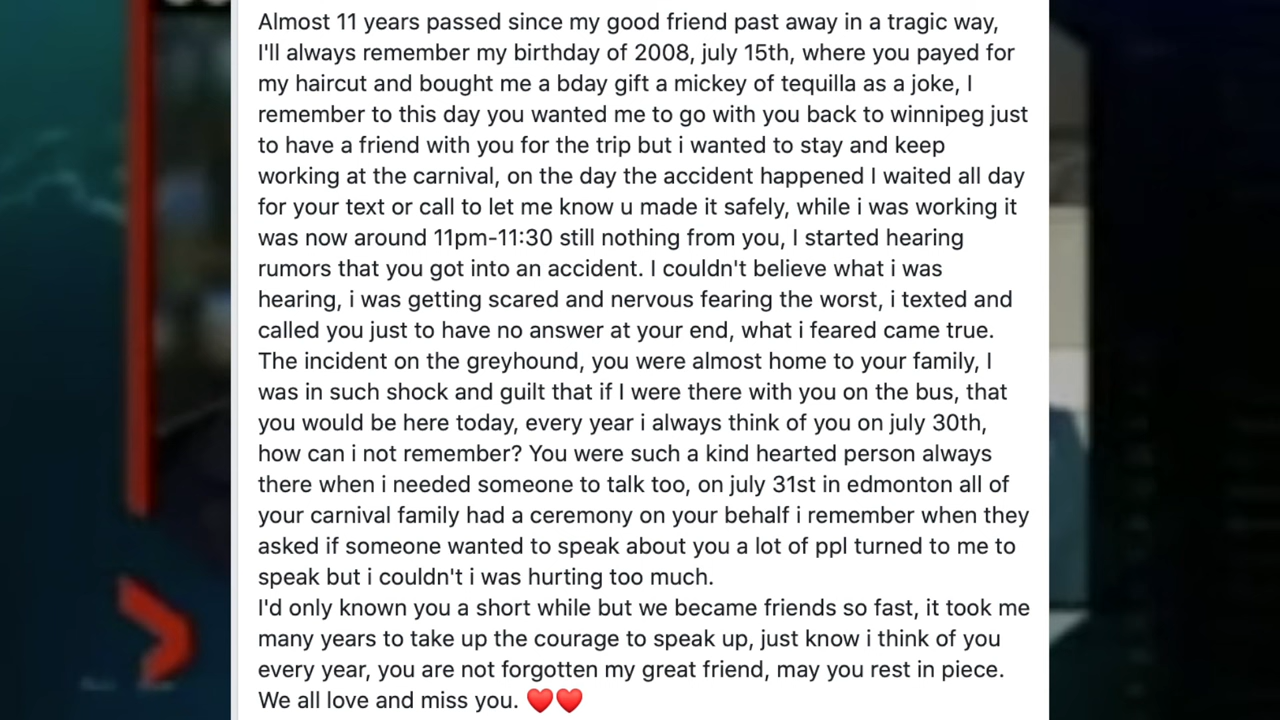 Almost 11 years passed since my good friend past away in a tragic way,
I'll always remember my birthday of 2008, july 15th, where you payed for
my haircut and bought me a bday gift a mickey of tequilla as a joke, I
remember to this day you wanted me to go with you back to winnipeg just
to have a friend with you for the trip but i wanted to stay and keep
working at the carnival, on the day the accident happened I waited all day
for your text or call to let me know u made it safely, while i was working it
was now around 11pm-11:30 still nothing from you, I started hearing
rumors that you got into an accident. I couldn't believe what i was
hearing, i was getting scared and nervous fearing the worst, i texted and
called you just to have no answer at your end, what i feared came true.
The incident on the greyhound, you were almost home to your family, I
was in such shock and guilt that if I were there with you on the bus, that
you would be here today, every year i always think of you on july 30th,
how can i not remember? You were such a kind hearted person always
there when i needed someone to talk too, on july 31st in edmonton all of
your carnival family had a ceremony on your behalf i remember when they
asked if someone wanted to speak about you a lot of ppl turned to me to
speak but i couldn't i was hurting too much.
I'd only known you a short while but we became friends so fast, it took me
many years to take up the courage to speak up, just know i think of you
every year, you are not forgotten my great friend, may you rest in piece.
We all love and miss you. ❤️❤️